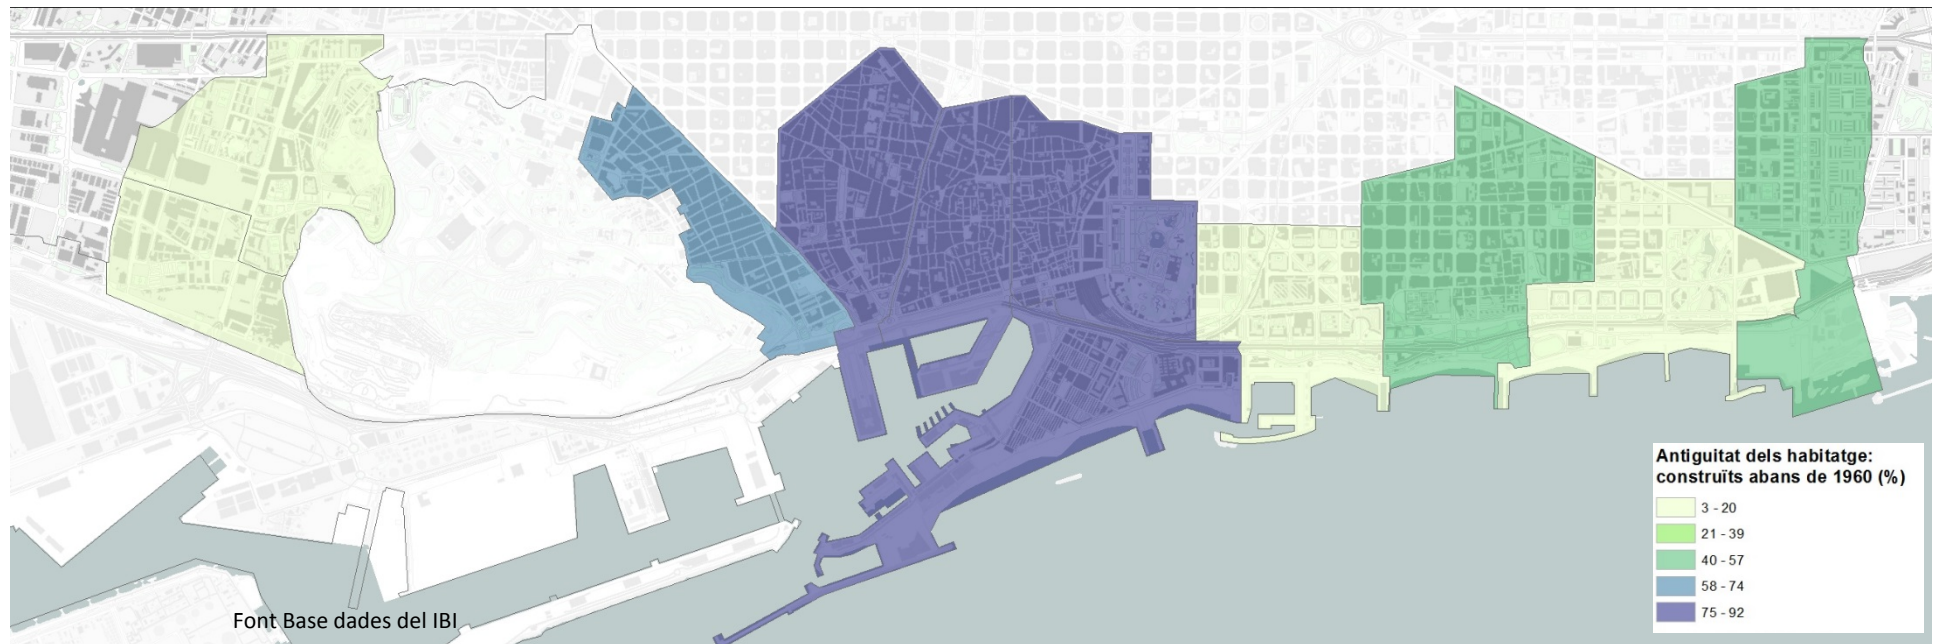 Antiguitat dels habitatge:
construïts abans de 1960 (%)
3 - 20
21 - 39
40 - 57
58 - 74
75 - 92
Font Base dades del IBI